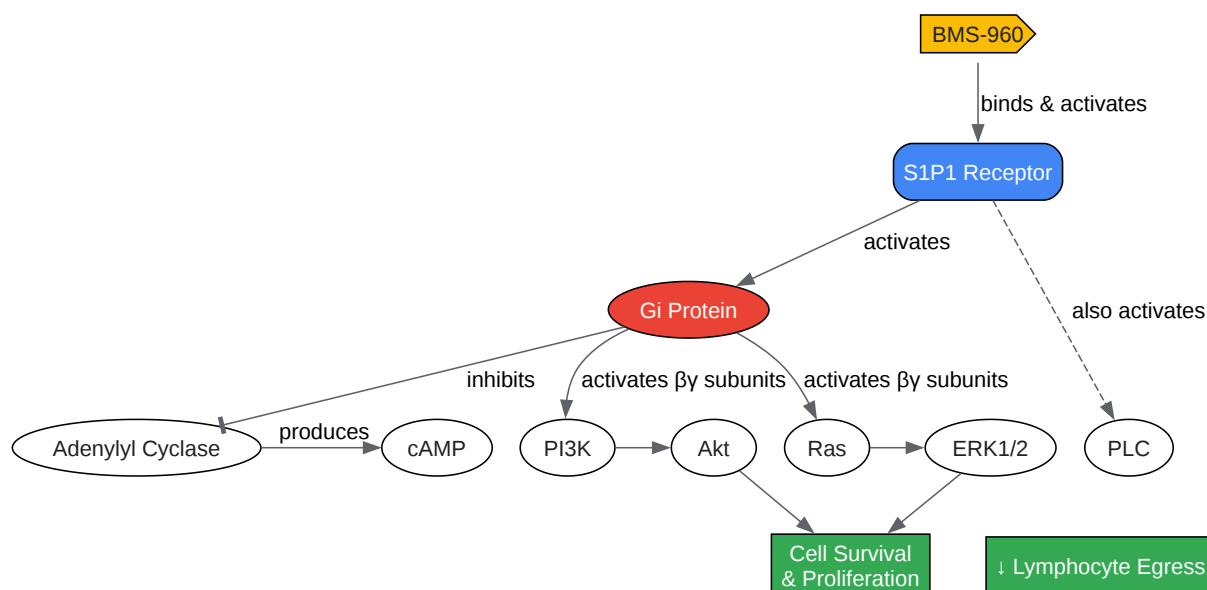 BMS-960
binds & activates
S1P1 Receptor
activates
Gi Protein
also activates
inhibits
activates βγ subunits
activates βγ subunits
produces
Adenylyl Cyclase
cAMP
PI3K
Akt
Ras
ERK1/2
PLC
Cell Survival
& Proliferation
↓ Lymphocyte Egress